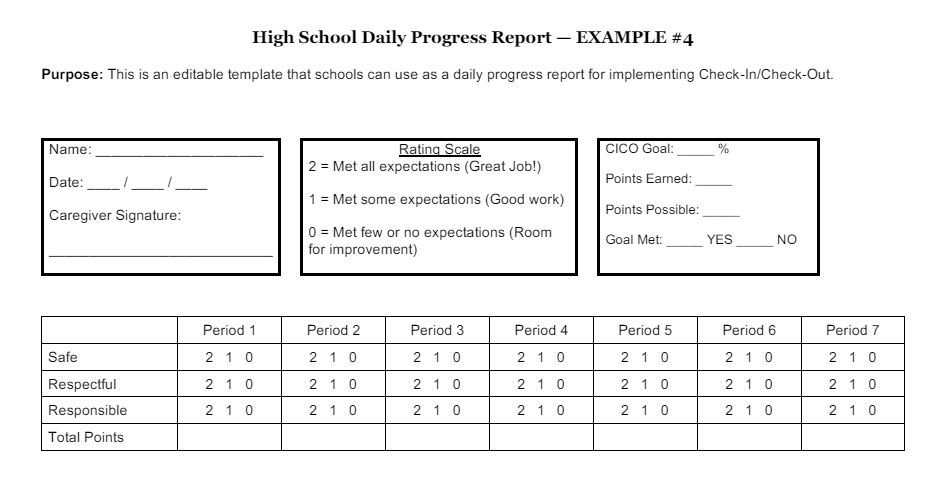 High School Daily Progress Report — EXAMPLE #4
Purpose: This is an editable template that schools can use as a daily progress report for implementing Check-In/Check-Out.
Name: _____________________
Date: ____ / ____ / ____
Caregiver Signature:
____________________________
Rating Scale
2 = Met all expectations (Great Job!)
1 = Met some expectations (Good work)
0 = Met few or no expectations (Room
for improvement)
CICO Goal: _____ %
Points Earned: _____
Points Possible: _____
Goal Met: _____ YES _____ NO
Period 1 Period 2 Period 3 Period 4 Period 5 Period 6 Period 7
Safe 2 1 0 2 1 0 2 1 0 2 1 0 2 1 0 2 1 0 2 1 0
Respectful 2 1 0 2 1 0 2 1 0 2 1 0 2 1 0 2 1 0 2 1 0
Responsible 2 1 0 2 1 0 2 1 0 2 1 0 2 1 0 2 1 0 2 1 0
Total Points